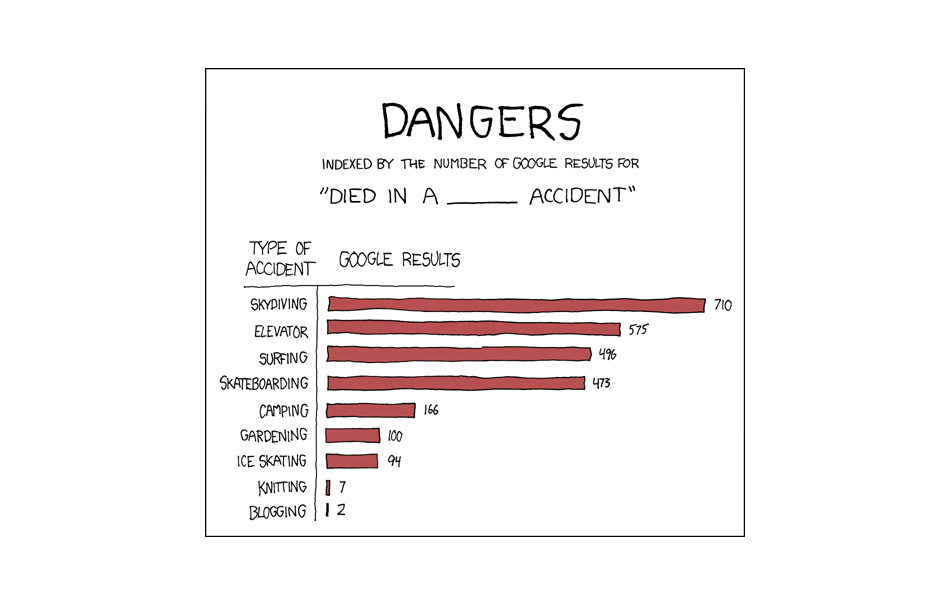 DANGERS
INDEXED BY THE NUMBER OF GOOGLE RESULTS FOR
"DIED IN A _____ ACCIDENT"
TYPE OF
ACCIDENT
GOOGLE RESULTS
SKYDIVING 710
ELEVATOR 575
SURFING 496
SKATEBOARDING 473
CAMPING 166
GARDENING 100
ICE SKATING 94
KNITTING 7
BLOGGING 2